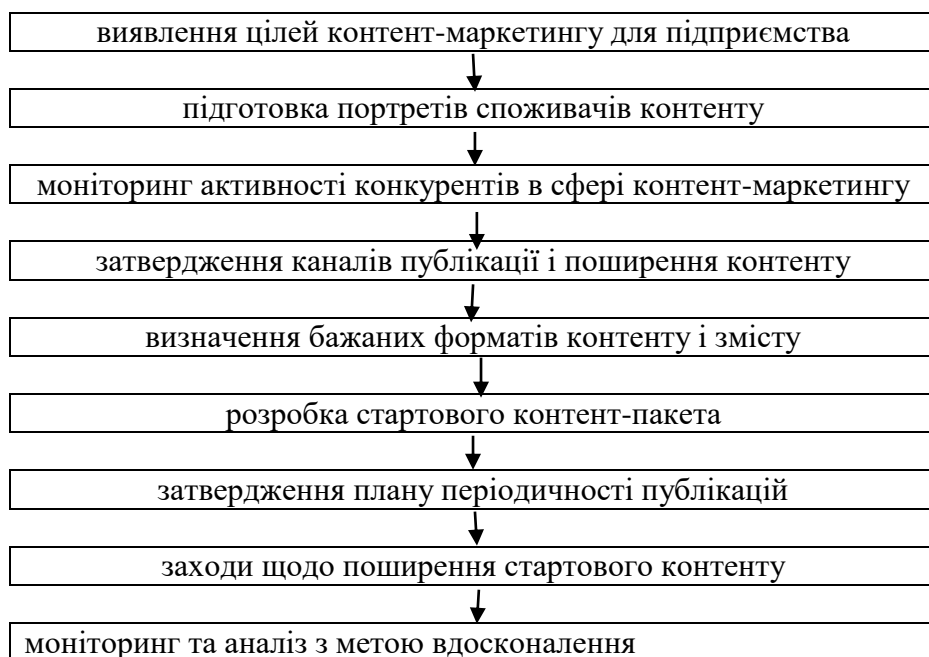 виявлення цілей контент-маркетингу для підприємства
підготовка портретів споживачів контенту
моніторинг активності конкурентів в сфері контент-маркетингу
затвердження каналів публікації і поширення контенту
визначення бажаних форматів контенту і змісту
розробка стартового контент-пакета
затвердження плану періодичності публікацій
заходи щодо поширення стартового контенту
моніторинг та аналіз з метою вдосконалення